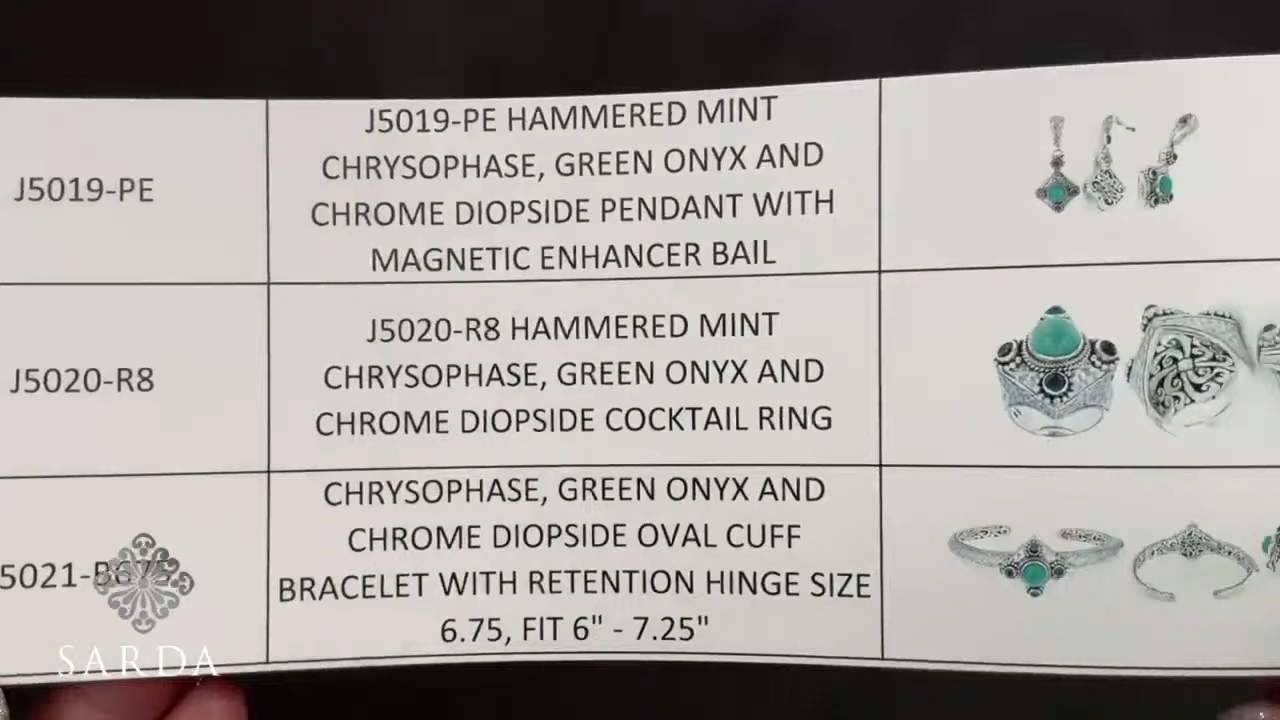 J5019-PE
J5019-PE HAMMERED MINT
CHRYSOPHASE, GREEN ONYX AND
CHROME DIOPSIDE PENDANT WITH
MAGNETIC ENHANCER BAIL
J5020-R8
J5020-R8 HAMMERED MINT
CHRYSOPHASE, GREEN ONYX AND
CHROME DIOPSIDE COCKTAIL RING
5021-B675
CHRYSOPHASE, GREEN ONYX AND
CHROME DIOPSIDE OVAL CUFF
BRACELET WITH RETENTION HINGE SIZE
6.75, FIT 6" - 7.25"
SARDA